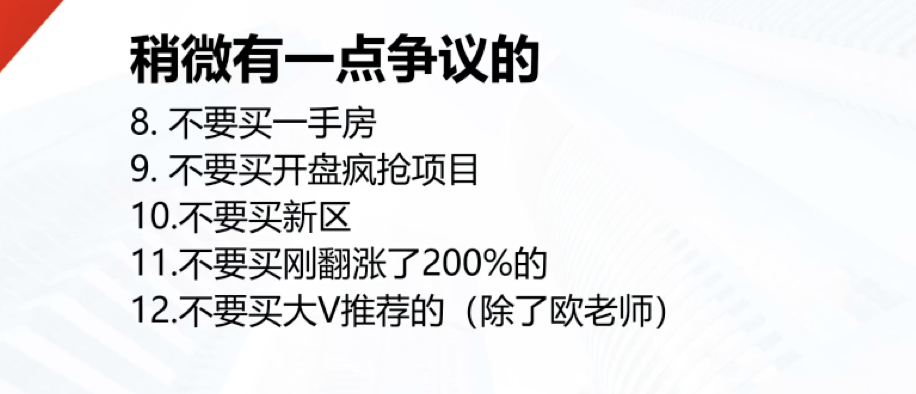 稍微有一点争议的
8. 不要买一手房
9. 不要买开盘疯抢项目
10.不要买新区
11.不要买刚翻涨了200%的
12.不要买大V推荐的（除了欧老师）